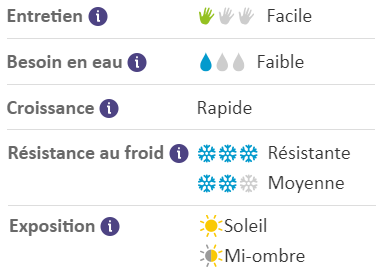 Entretien i Facile
Besoin en eau i Faible
Croissance i Rapide
Résistance au froid i Résistante
Moyenne
Exposition i Soleil
Mi-ombre